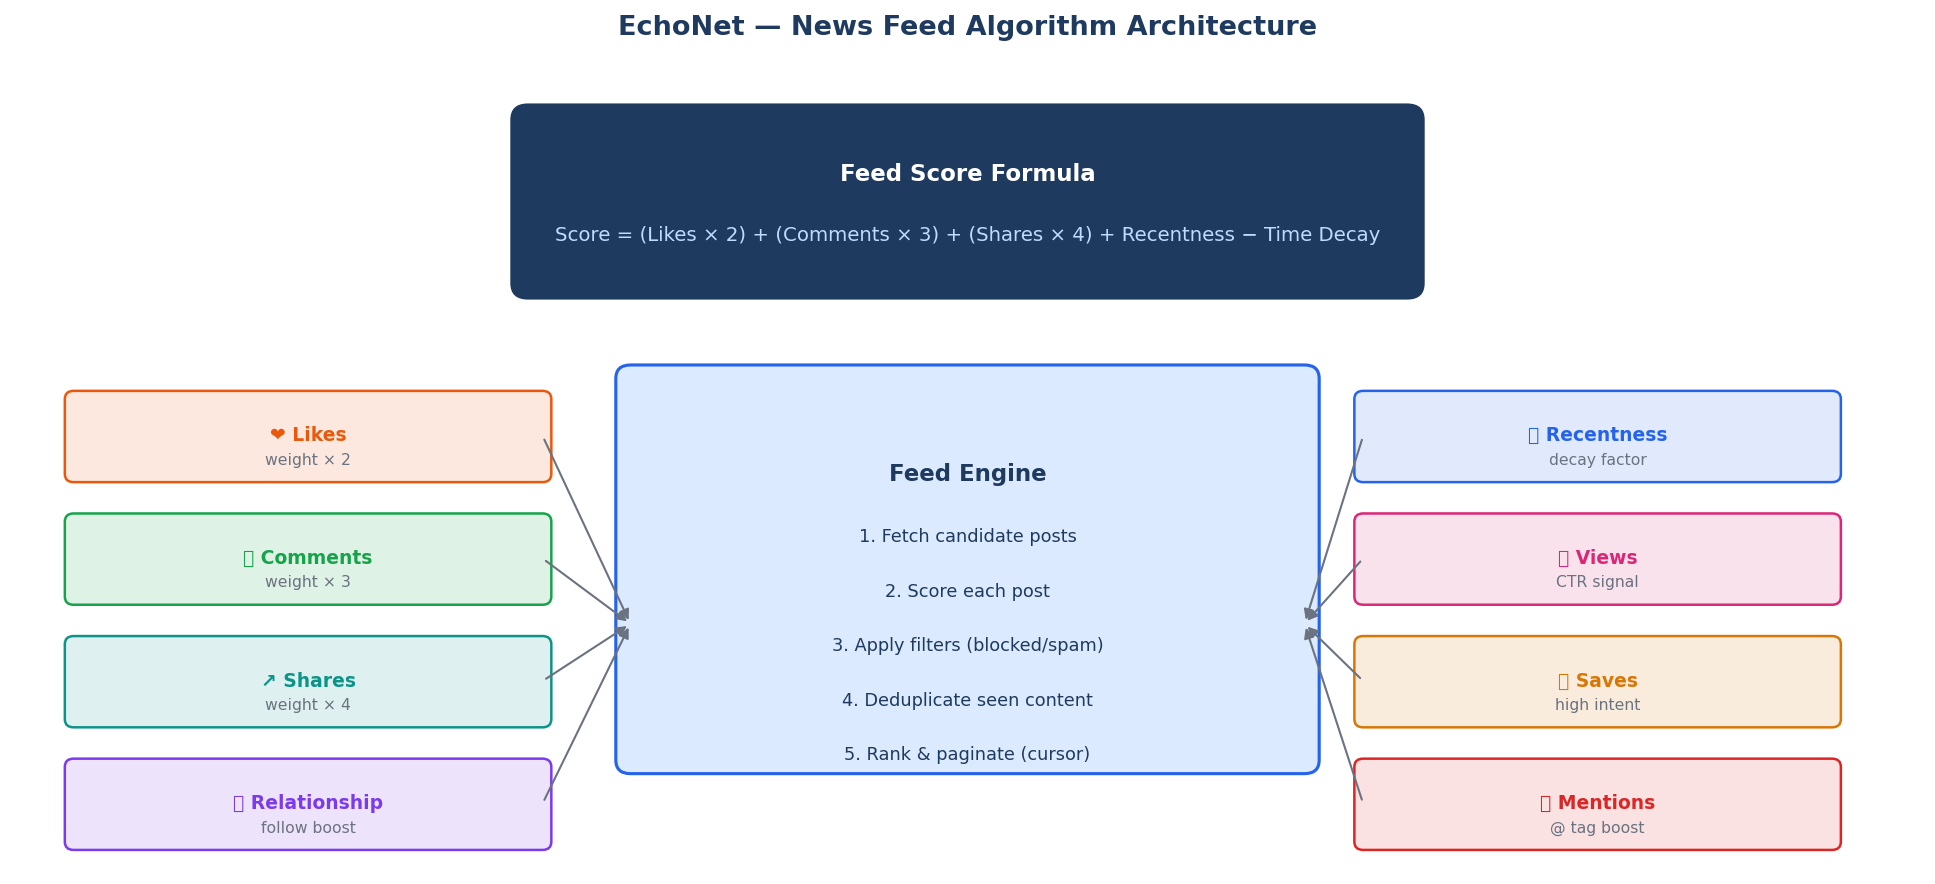 EchoNet — News Feed Algorithm Architecture
Feed Score Formula
Score = (Likes × 2) + (Comments × 3) + (Shares × 4) + Recentness − Time Decay
❤ Likes
weight × 2
Comments
weight × 3
↗ Shares
weight × 4
Relationship
follow boost
Feed Engine
1. Fetch candidate posts
2. Score each post
3. Apply filters (blocked/spam)
4. Deduplicate seen content
5. Rank & paginate (cursor)
Recentness
decay factor
Views
CTR signal
Saves
high intent
Mentions
@ tag boost